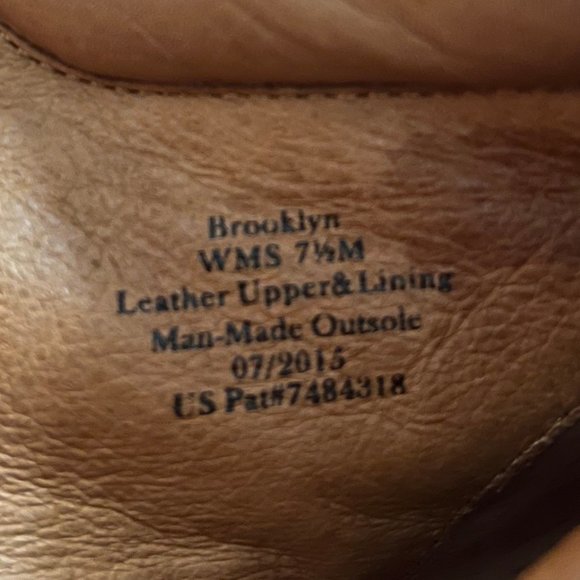 Brooklyn
WMS 7½M
Leather Upper&Lining
Man-Made Outsole
07/2015
US Pat#7484318